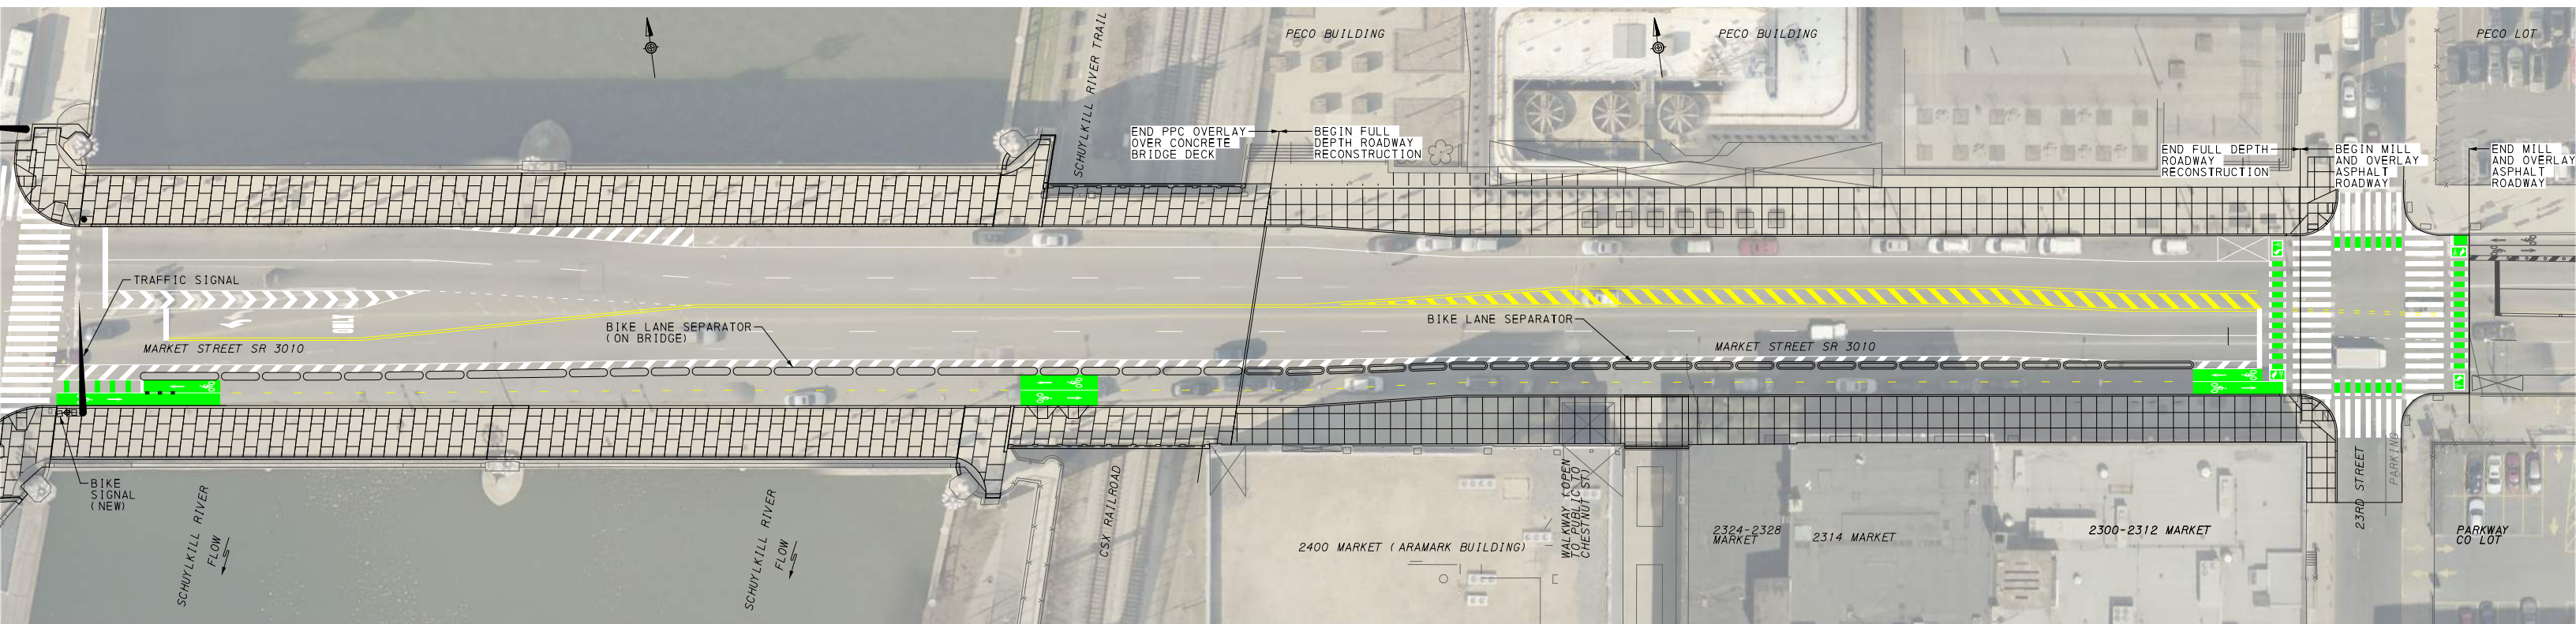 PECO BUILDING
PECO BUILDING
PECO LOT
SCHUYLKILL RIVER TRAIL
END PPC OVERLAY
OVER CONCRETE
BRIDGE DECK
BEGIN FULL
DEPTH ROADWAY
RECONSTRUCTION
END FULL DEPTH
ROADWAY
RECONSTRUCTION
BEGIN MILL
AND OVERLAY
ASPHALT
ROADWAY
END MILL
AND OVERLAY
ASPHALT
ROADWAY
TRAFFIC SIGNAL
BIKE LANE SEPARATOR
(ON BRIDGE)
BIKE LANE SEPARATOR
MARKET STREET SR 3010
MARKET STREET SR 3010
BIKE
SIGNAL
(NEW)
SCHUYLKILL RIVER
FLOW
SCHUYLKILL RIVER
FLOW
CSX RAILROAD
2400 MARKET (ARAMARK BUILDING)
WALKWAY (OPEN
TO PUBLIC TO
CHESTNUT ST)
2324-2328
MARKET
2314 MARKET
2300-2312 MARKET
23RD STREET
PARKING
PARKWAY
CO LOT